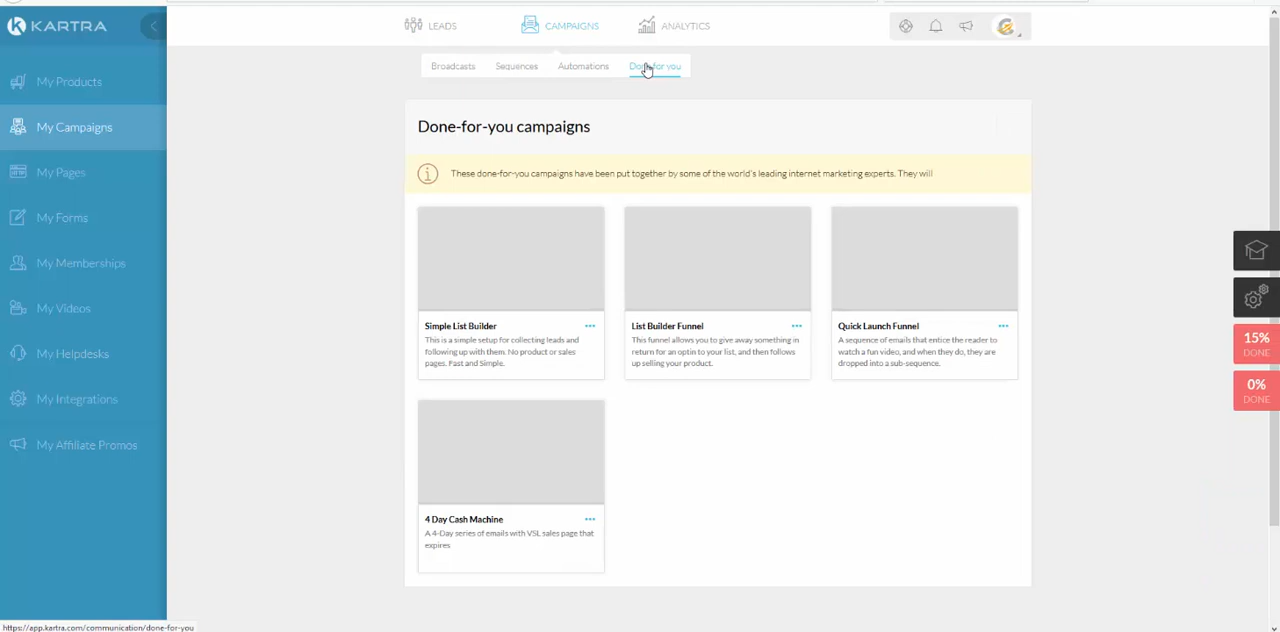 KARTRA
LEADS
CAMPAIGNS
ANALYTICS
Broadcasts
Sequences
Automations
Done for you
My Products
My Campaigns
My Pages
My Forms
My Memberships
My Videos
My Helpdesks
My Integrations
My Affiliate Promos
Done-for-you campaigns
These done-for-you campaigns have been put together by some of the world's leading internet marketing experts. They will
Simple List Builder
This is a simple setup for collecting leads and
following up with them. No product or sales
pages. Fast and Simple.
List Builder Funnel
This funnel allows you to give away something in
return for an optin to your list, and then follows
up selling your product.
Quick Launch Funnel
A sequence of emails that entice the reader to
watch a fun video, and when they do, they are
dropped into a sub-sequence.
4 Day Cash Machine
A 4-Day series of emails with VSL sales page that
expires
15%
DONE
0%
DONE
https://app.kartra.com/communication/done-for-you